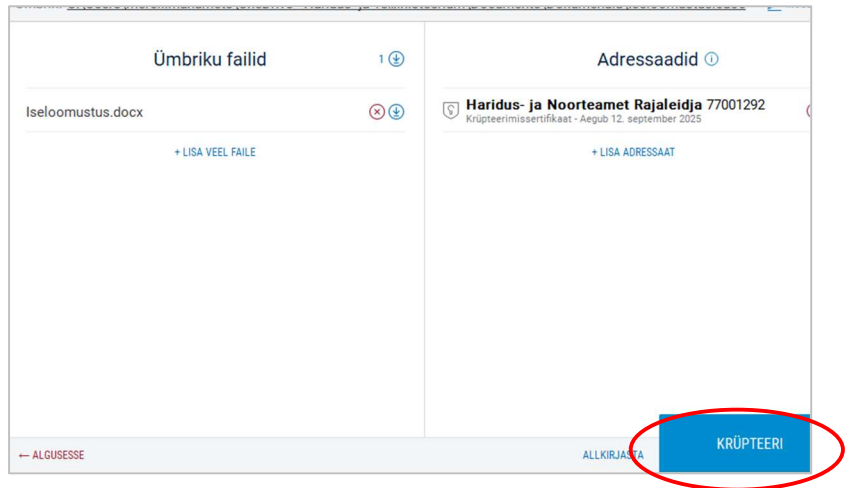 Ümbriku failid
1
Iseloomustus.docx
+ LISA VEEL FAILE
Adressaadid
Haridus- ja Noorteamet Rajaleidja 77001292
Krüpteerimissertifikaat - Aegub 12. september 2025
+ LISA ADRESSAAT
← ALGUSESSE
ALLKIRJASTA
KRÜPTEERI